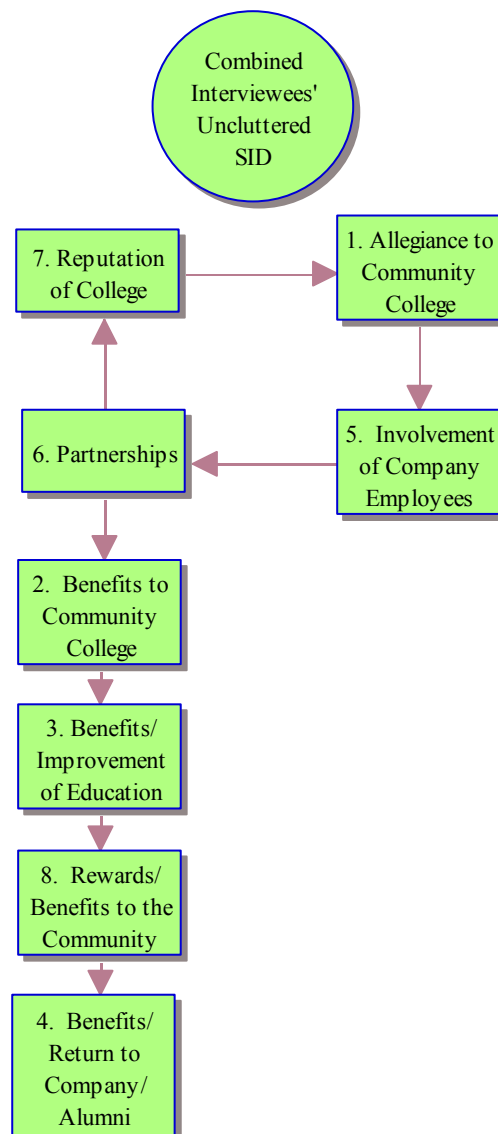 Combined
Interviewees'
Uncluttered
SID
7. Reputation
of College
1. Allegiance to
Community
College
6. Partnerships
5. Involvement
of Company
Employees
2. Benefits to
Community
College
3. Benefits/
Improvement
of Education
8. Rewards/
Benefits to the
Community
4. Benefits/
Return to
Company/
Alumni